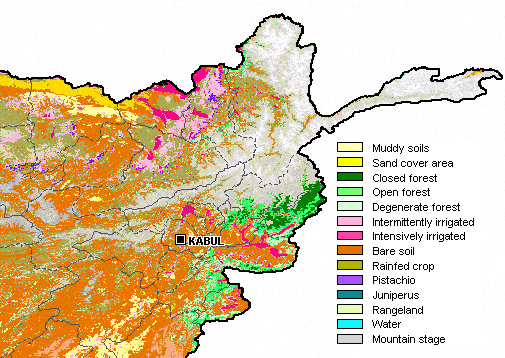 Muddy soils
Sand cover area
Closed forest
Open forest
Degenerate forest
Intermittently irrigated
Intensively irrigated
Bare soil
Rainfed crop
Pistachio
Juniperus
Rangeland
Water
Mountain stage
KABUL